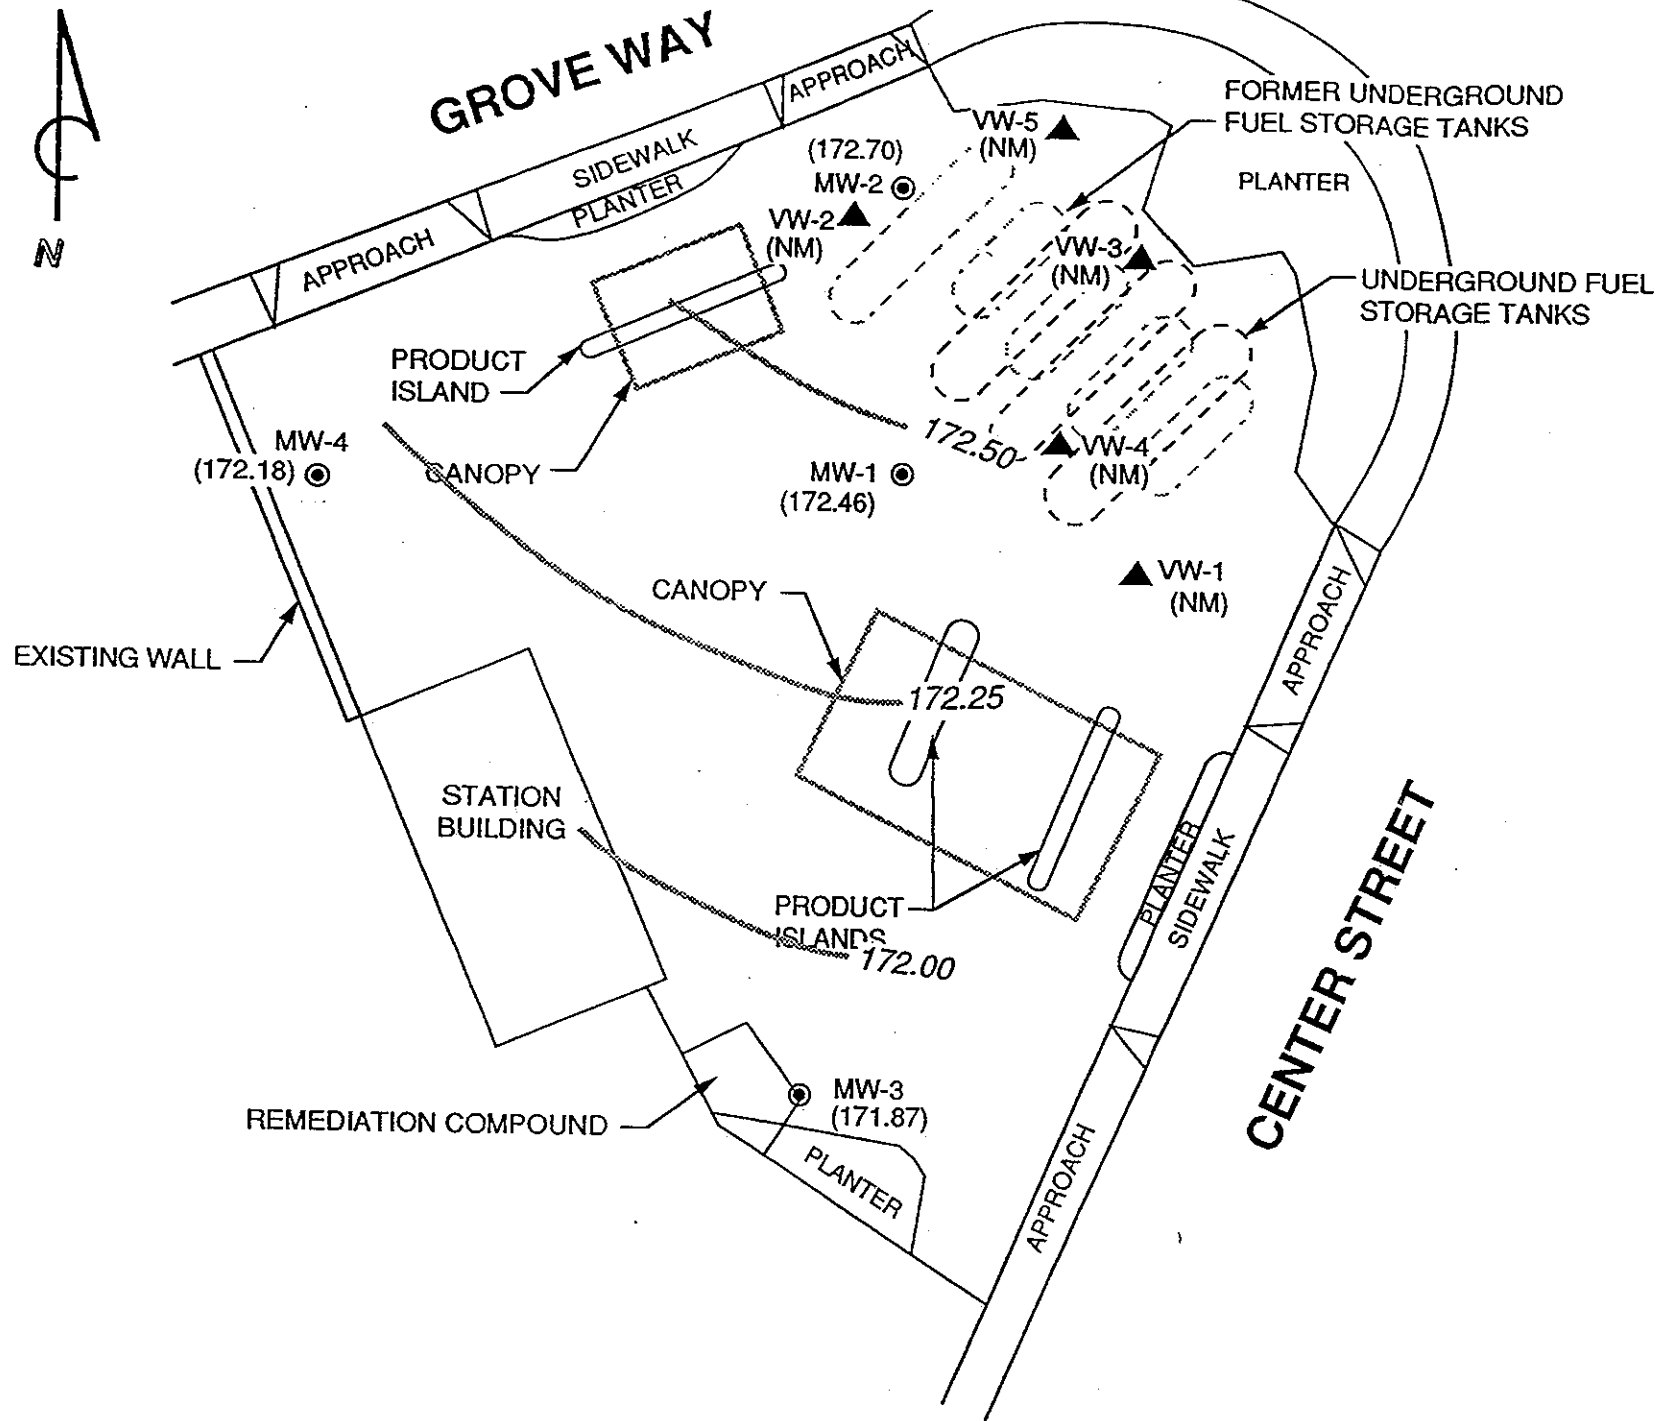 GROVE WAY
APPROACH
SIDEWALK
PLANTER
APPROACH
N
FORMER UNDERGROUND
FUEL STORAGE TANKS
PLANTER
VW-5
(NM)
(172.70)
MW-2
VW-2
(NM)
VW-3
(NM)
UNDERGROUND FUEL
STORAGE TANKS
PRODUCT
ISLAND
MW-4
(172.18)
CANOPY
MW-1
(172.46)
172.50
VW-4
(NM)
VW-1
(NM)
CANOPY
EXISTING WALL
APPROACH
172.25
STATION
BUILDING
PRODUCT
ISLANDS
172.00
PLANTER
SIDEWALK
CENTER STREET
MW-3
(171.87)
REMEDIATION COMPOUND
PLANTER
APPROACH